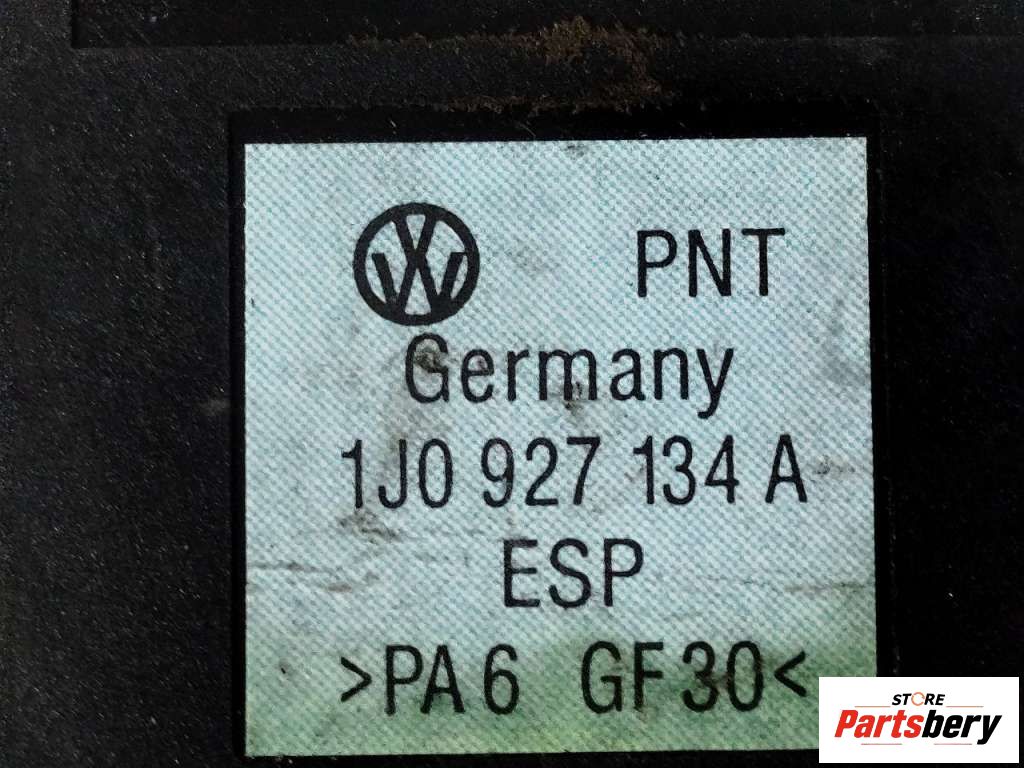 PNT
Germany
1J0 927 134 A
ESP
>PA6 GF30<
STORE
Partsbery